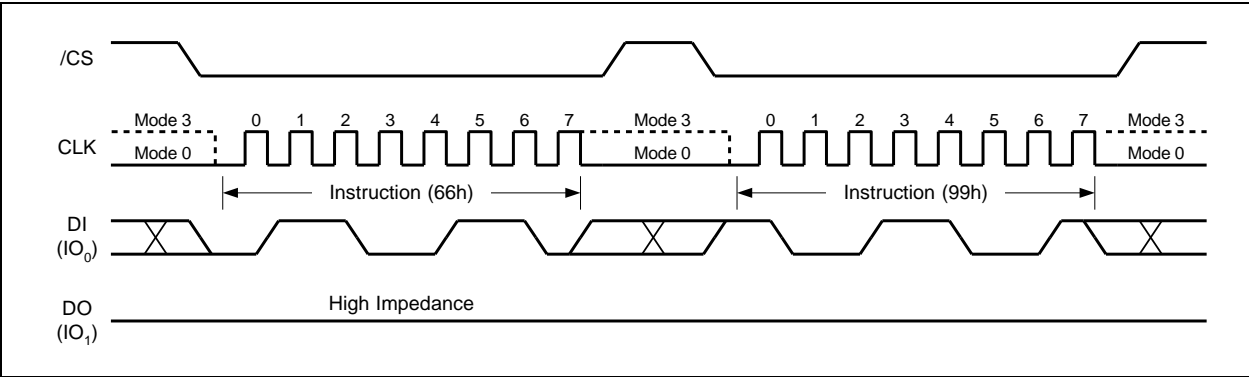 /CS
Mode 3 0 1 2 3 4 5 6 7 Mode 3 0 1 2 3 4 5 6 7 Mode 3
CLK
Mode 0 Mode 0 Mode 0
Instruction (66h) Instruction (99h)
DI
(IO0)
High Impedance
DO
(IO1)